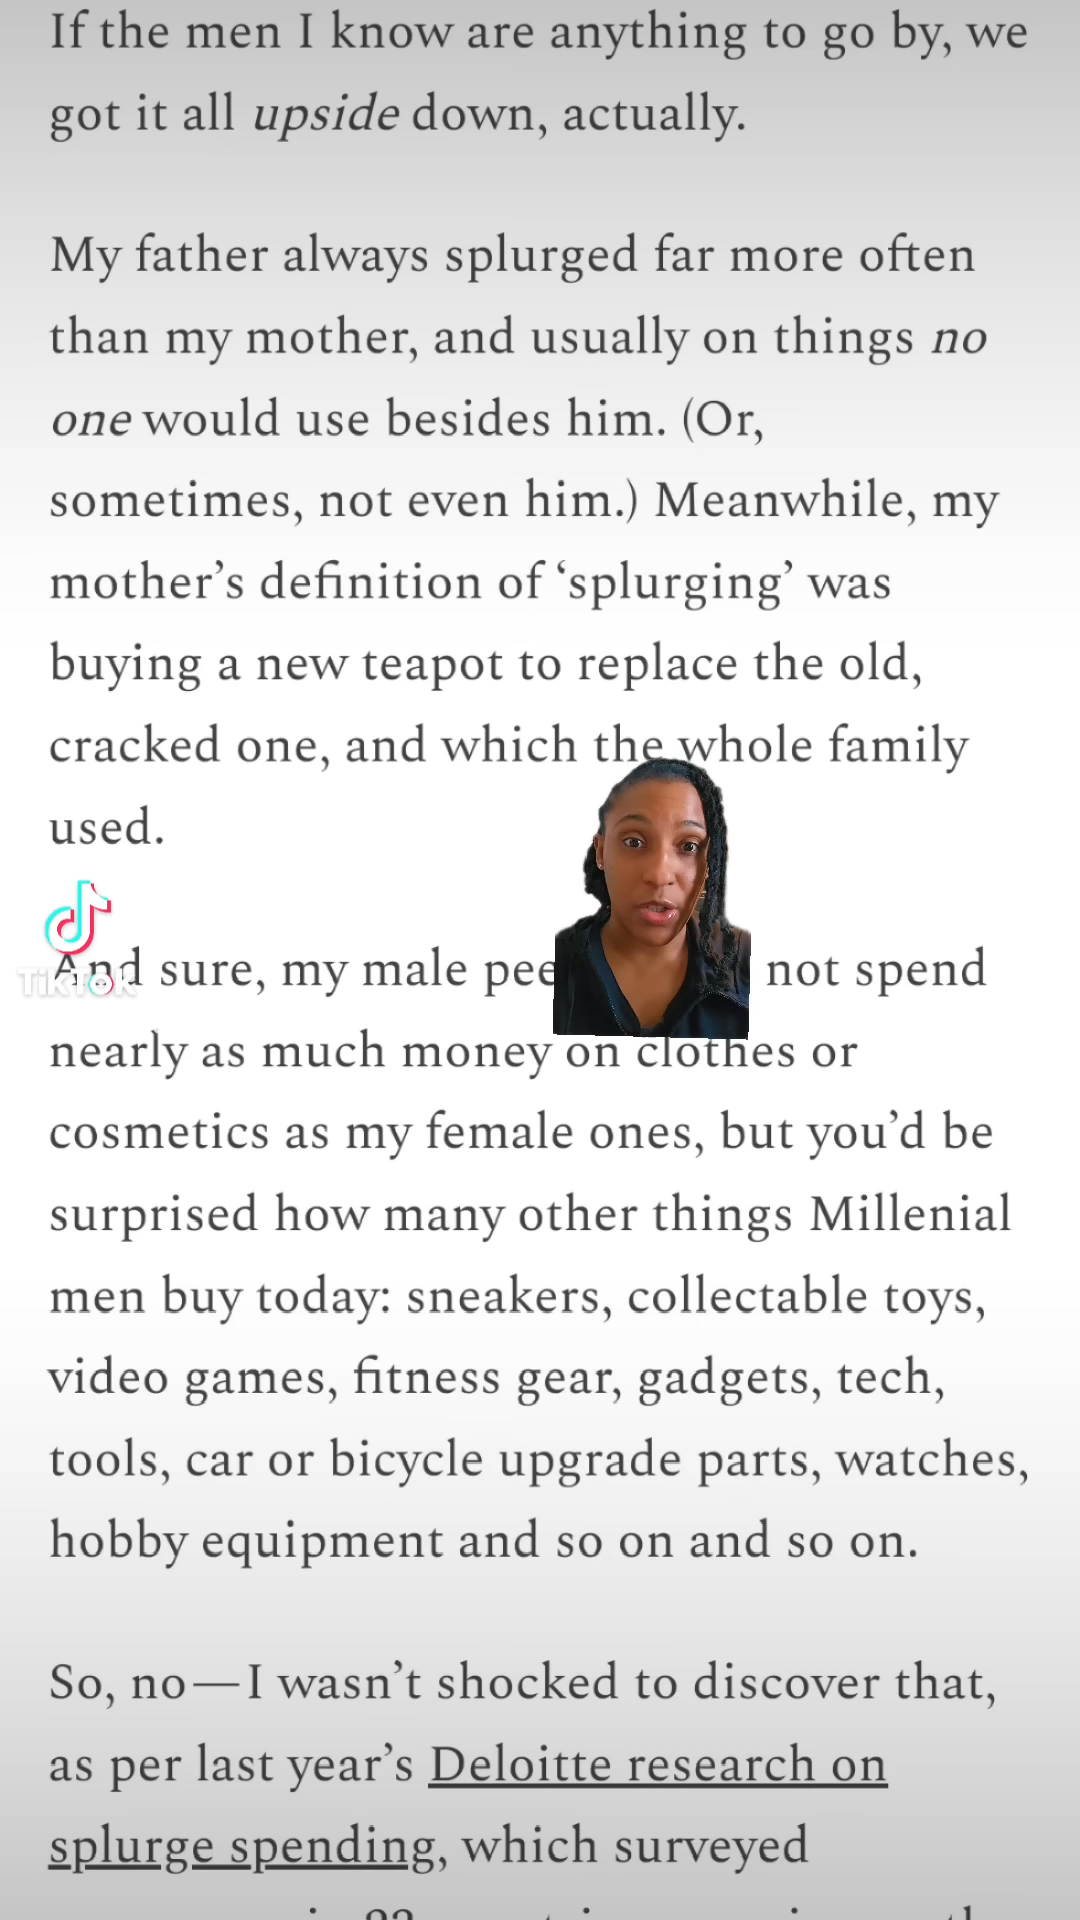 If the men I know are anything to go by, we
got it all upside down, actually.
My father always splurged far more often
than my mother, and usually on things no
one would use besides him. (Or,
sometimes, not even him.) Meanwhile, my
mother's definition of ‘splurging’ was
buying a new teapot to replace the old,
cracked one, and which the whole family
used.
TikTok
And sure, my male not spend
nearly as much money on clothes or
cosmetics as my female ones, but you'd be
surprised how many other things Millenial
men buy today: sneakers, collectable toys,
video games, fitness gear, gadgets, tech,
tools, car or bicycle upgrade parts, watches,
hobby equipment and so on and so on.
So, no—I wasn't shocked to discover that,
as per last year's Deloitte research on
splurge spending, which surveyed